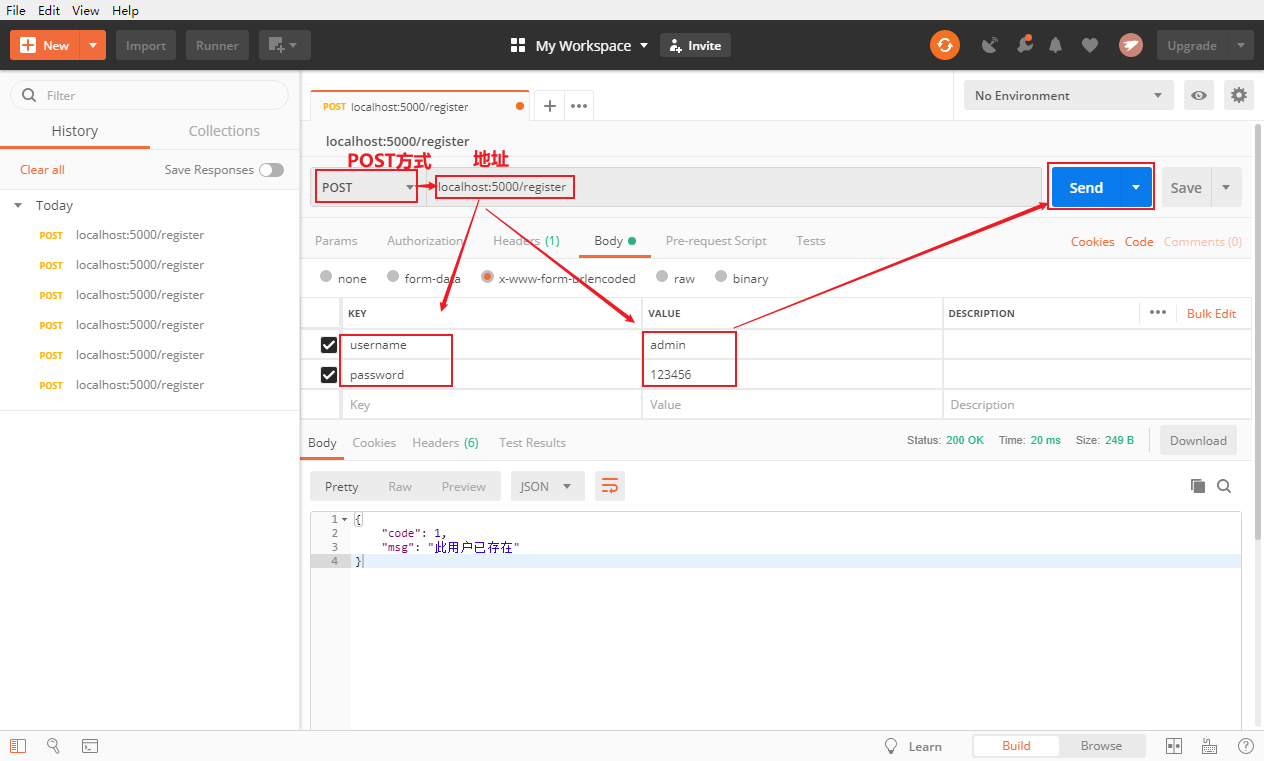 File Edit View Help
New Import Runner My Workspace Invite Upgrade
Filter
History Collections
Clear all Save Responses
Today
POST localhost:5000/register
POST localhost:5000/register
POST localhost:5000/register
POST localhost:5000/register
POST localhost:5000/register
POST localhost:5000/register
POST localhost:5000/register No Environment
localhost:5000/register
POST方式 地址
POST localhost:5000/register Send Save
Params Authorization Headers (1) Body Pre-request Script Tests Cookies Code Comments (0)
none form-data x-www-form-urlencoded raw binary
KEY VALUE DESCRIPTION Bulk Edit
username admin
password 123456
Key Value Description
Body Cookies Headers (6) Test Results Status: 200 OK Time: 20 ms Size: 249 B Download
Pretty Raw Preview JSON
1 {
2 "code": 1,
3 "msg": "此用户已存在"
4 }
Learn Build Browse